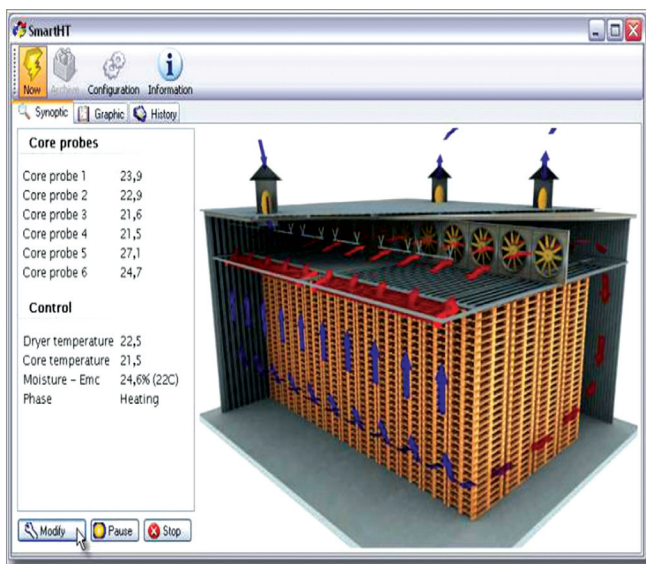 SmartHT
Now Archive Configuration Information
Synoptic Graphic History
Core probes
Core probe 1 23,9
Core probe 2 22,9
Core probe 3 21,6
Core probe 4 21,5
Core probe 5 27,1
Core probe 6 24,7
Control
Dryer temperature 22,5
Core temperature 21,5
Moisture – Emc 24,6% (22C)
Phase Heating
Modify Pause Stop